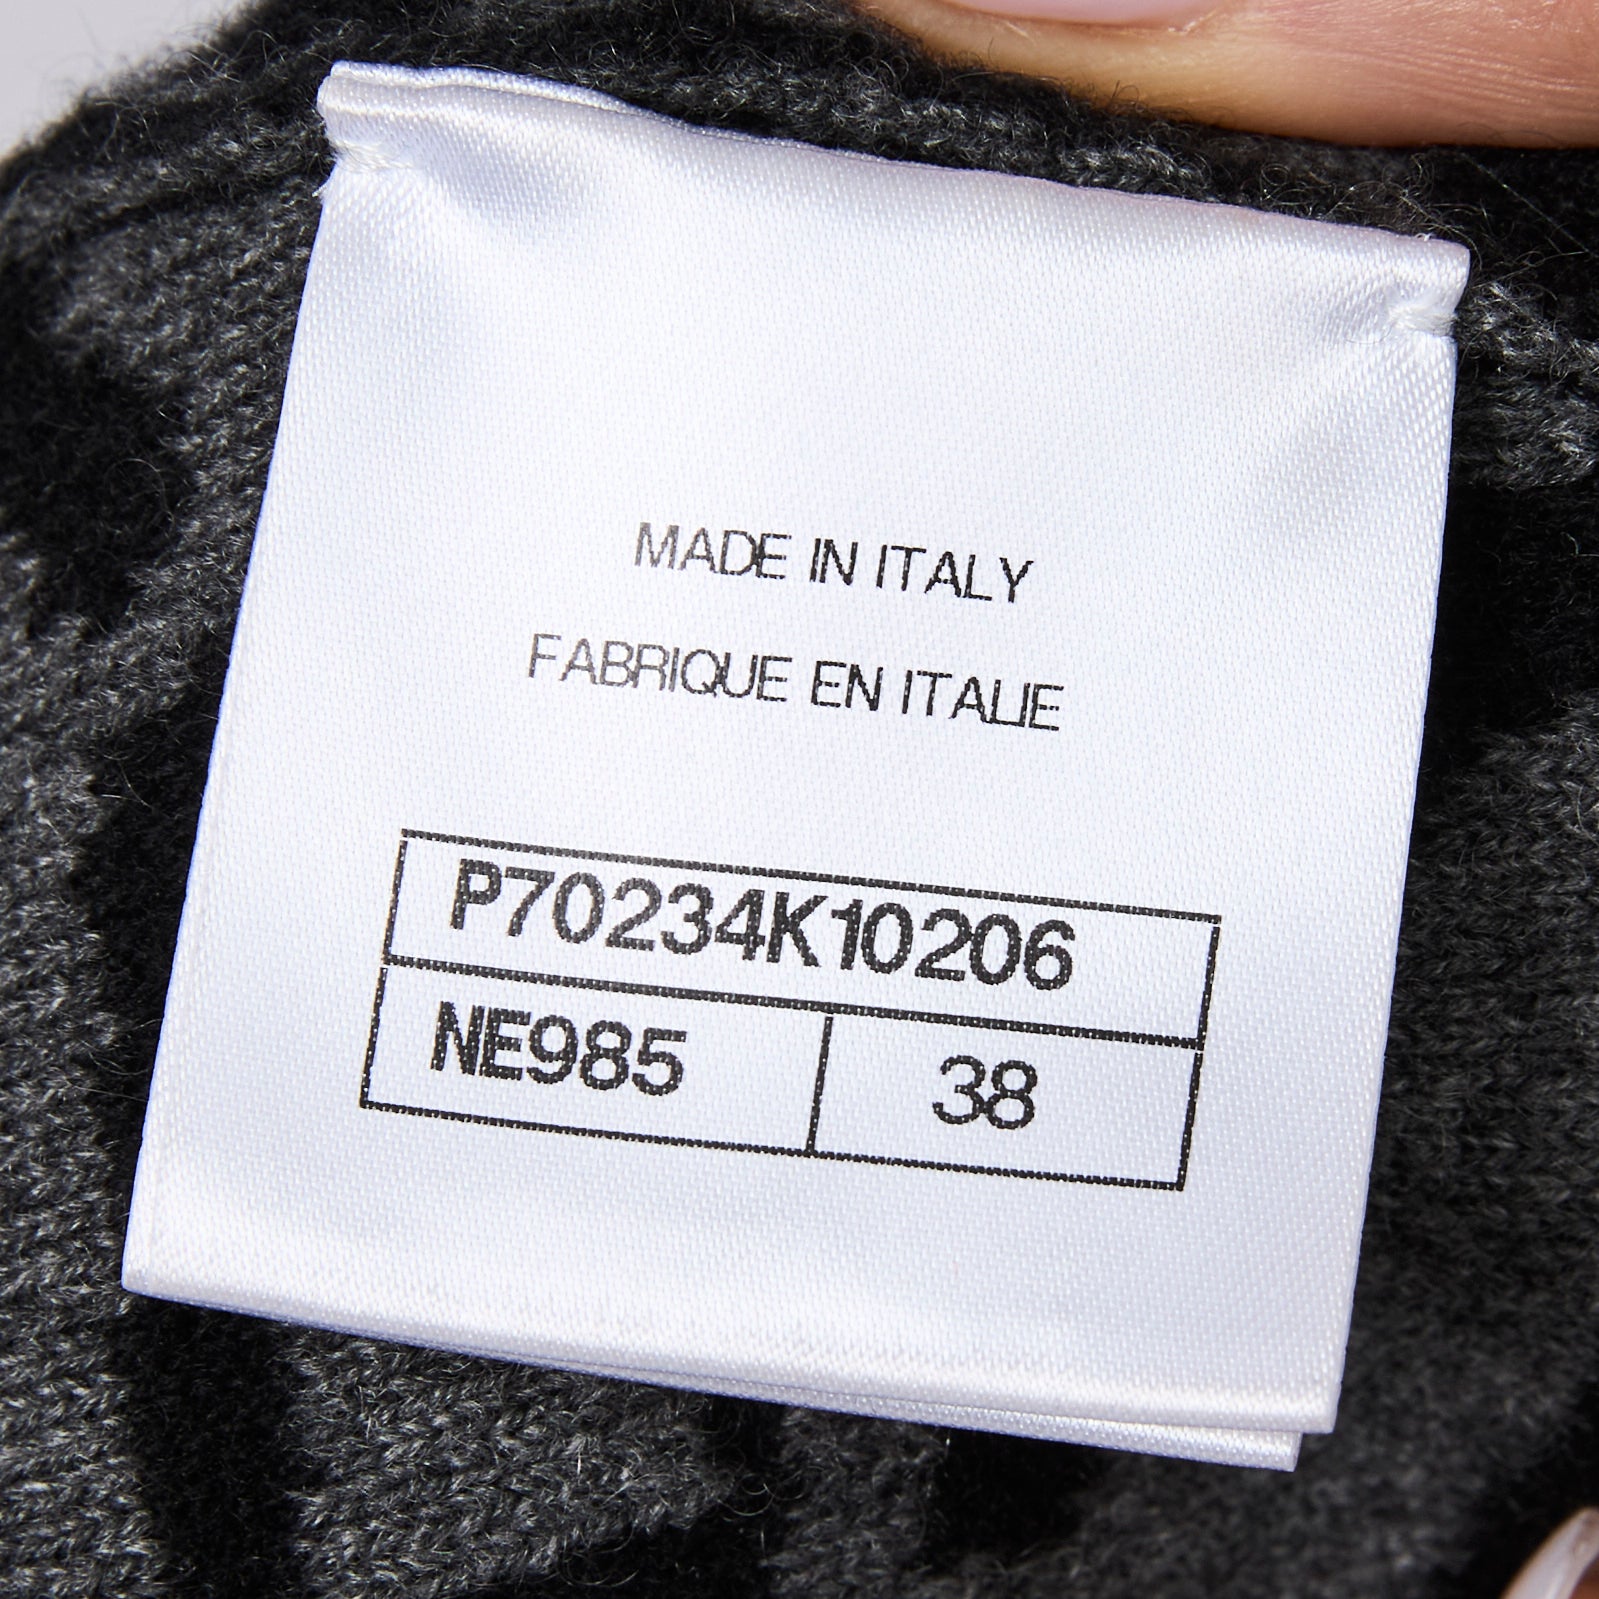 MADE IN ITALY
FABRIQUE EN ITALIE
P70234K10206
NE985 38